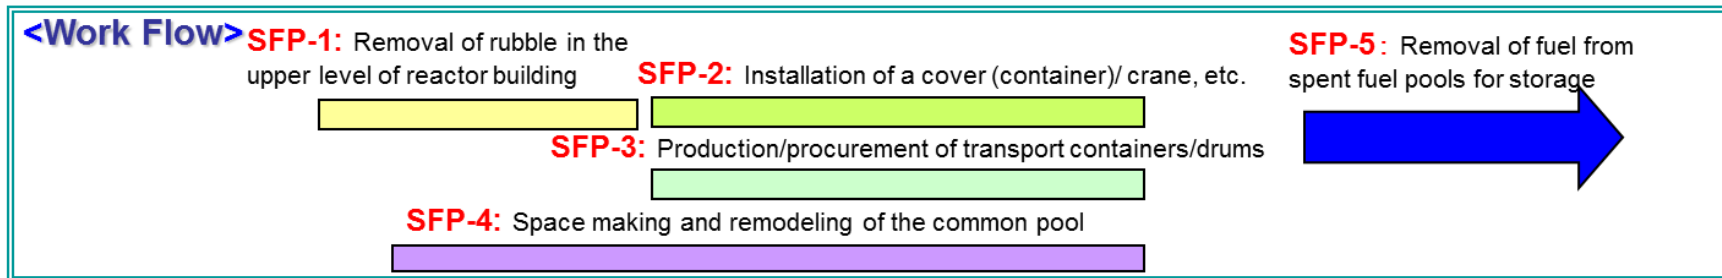 <Work Flow>
SFP-1: Removal of rubble in the
upper level of reactor building
SFP-2: Installation of a cover (container)/ crane, etc.
SFP-3: Production/procurement of transport containers/drums
SFP-4: Space making and remodeling of the common pool
SFP-5 : Removal of fuel from
spent fuel pools for storage